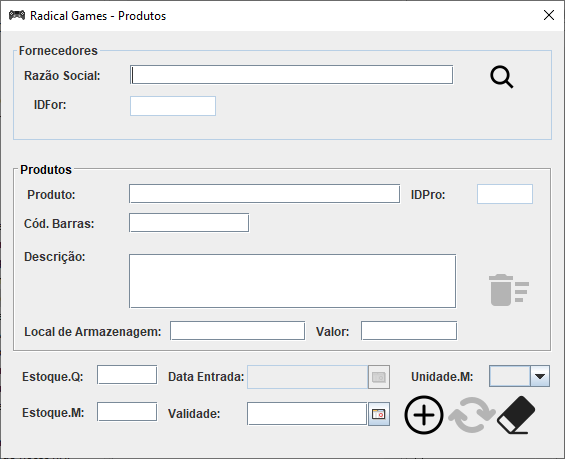 Radical Games - Produtos
Fornecedores
Razão Social:
IDFor:
Produtos
Produto: IDPro:
Cód. Barras:
Descrição:
Local de Armazenagem: Valor:
Estoque.Q: Data Entrada: Unidade.M:
Estoque.M: Validade: